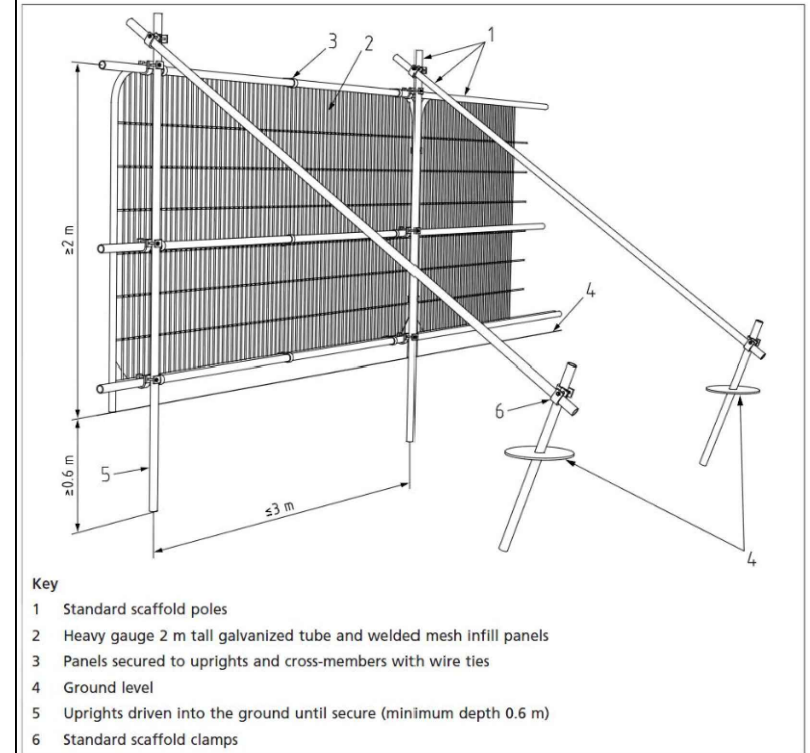 1
3
2
≥2 m
4
6
5
≥0.6 m
≤3 m
4
Key
1 Standard scaffold poles
2 Heavy gauge 2 m tall galvanized tube and welded mesh infill panels
3 Panels secured to uprights and cross-members with wire ties
4 Ground level
5 Uprights driven into the ground until secure (minimum depth 0.6 m)
6 Standard scaffold clamps